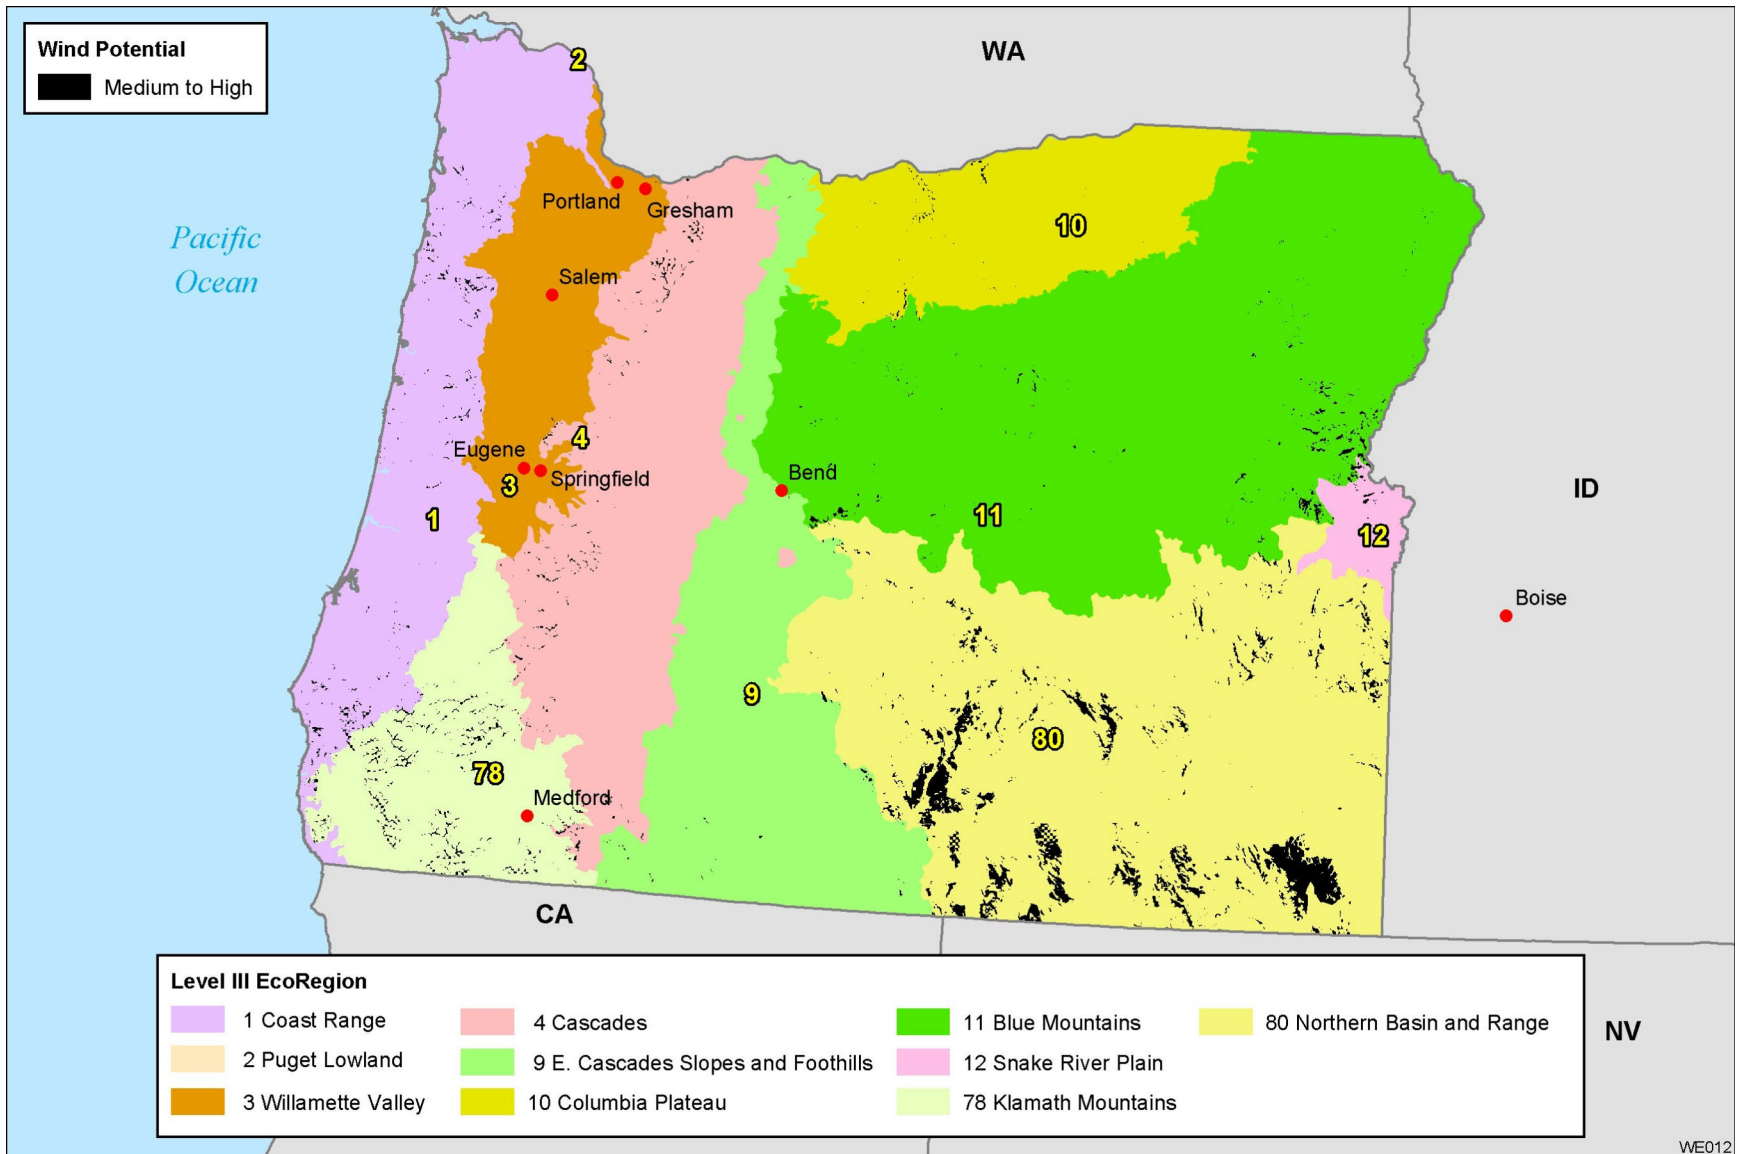 Wind Potential
Medium to High
WA
2
Portland
Gresham
10
Pacific
Ocean
Salem
4
Eugene
Springfield
3
Bend
ID
1
11
12
Boise
9
80
78
Medford
CA
Level III EcoRegion
1 Coast Range
2 Puget Lowland
3 Willamette Valley
4 Cascades
9 E. Cascades Slopes and Foothills
10 Columbia Plateau
11 Blue Mountains
12 Snake River Plain
78 Klamath Mountains
80 Northern Basin and Range
NV
WE012